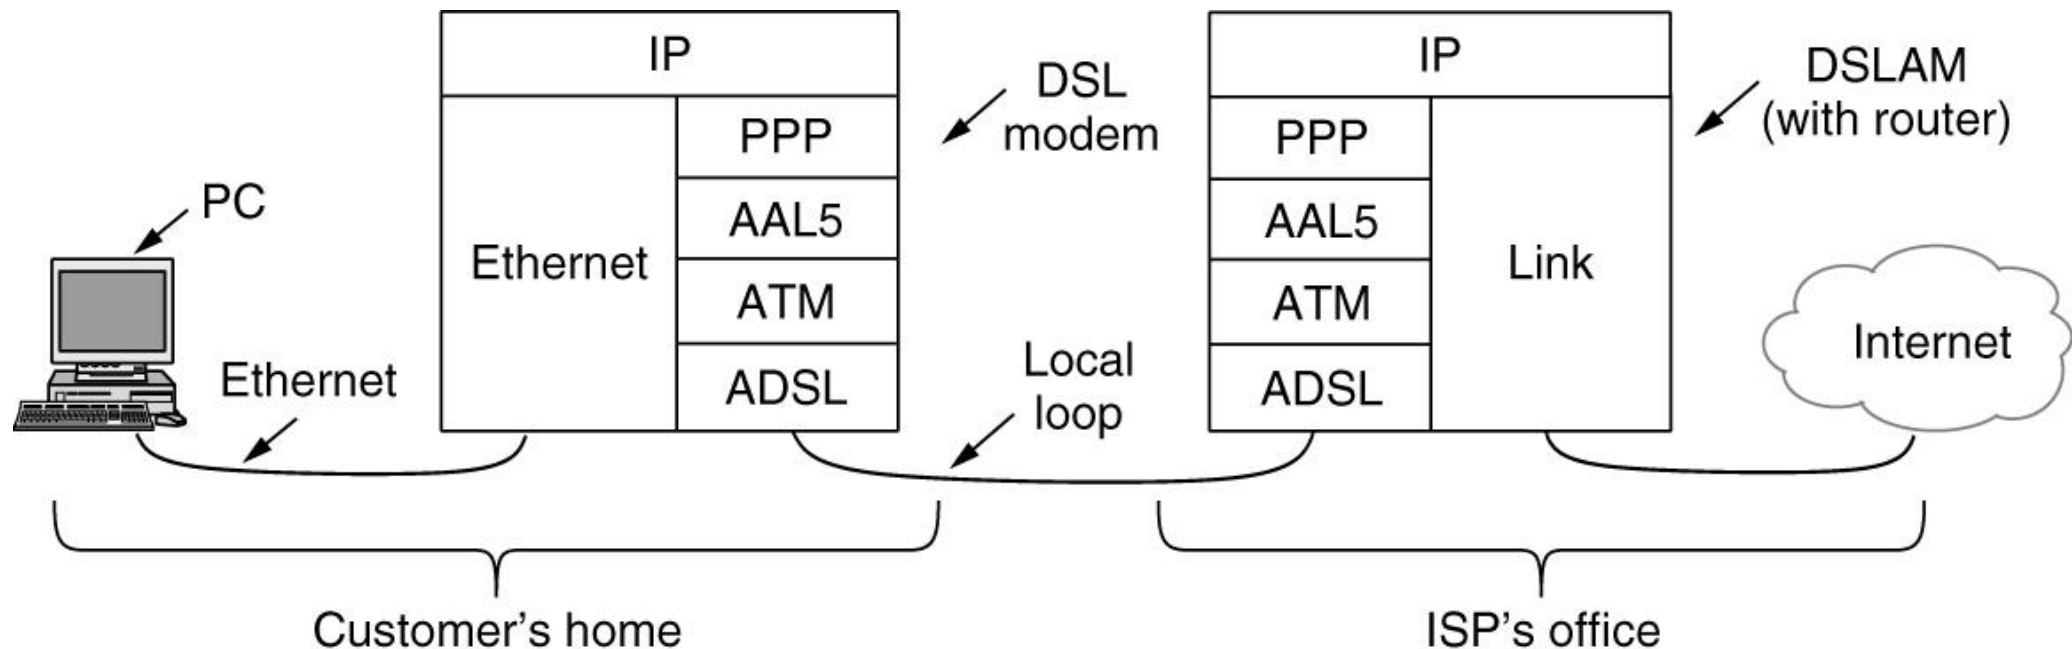 IP
IP
DSL
modem
DSLAM
(with router)
PPP
PPP
PC
AAL5
AAL5
Ethernet
Link
ATM
ATM
Internet
Ethernet
Local
loop
ADSL
ADSL
Customer’s home
ISP’s office